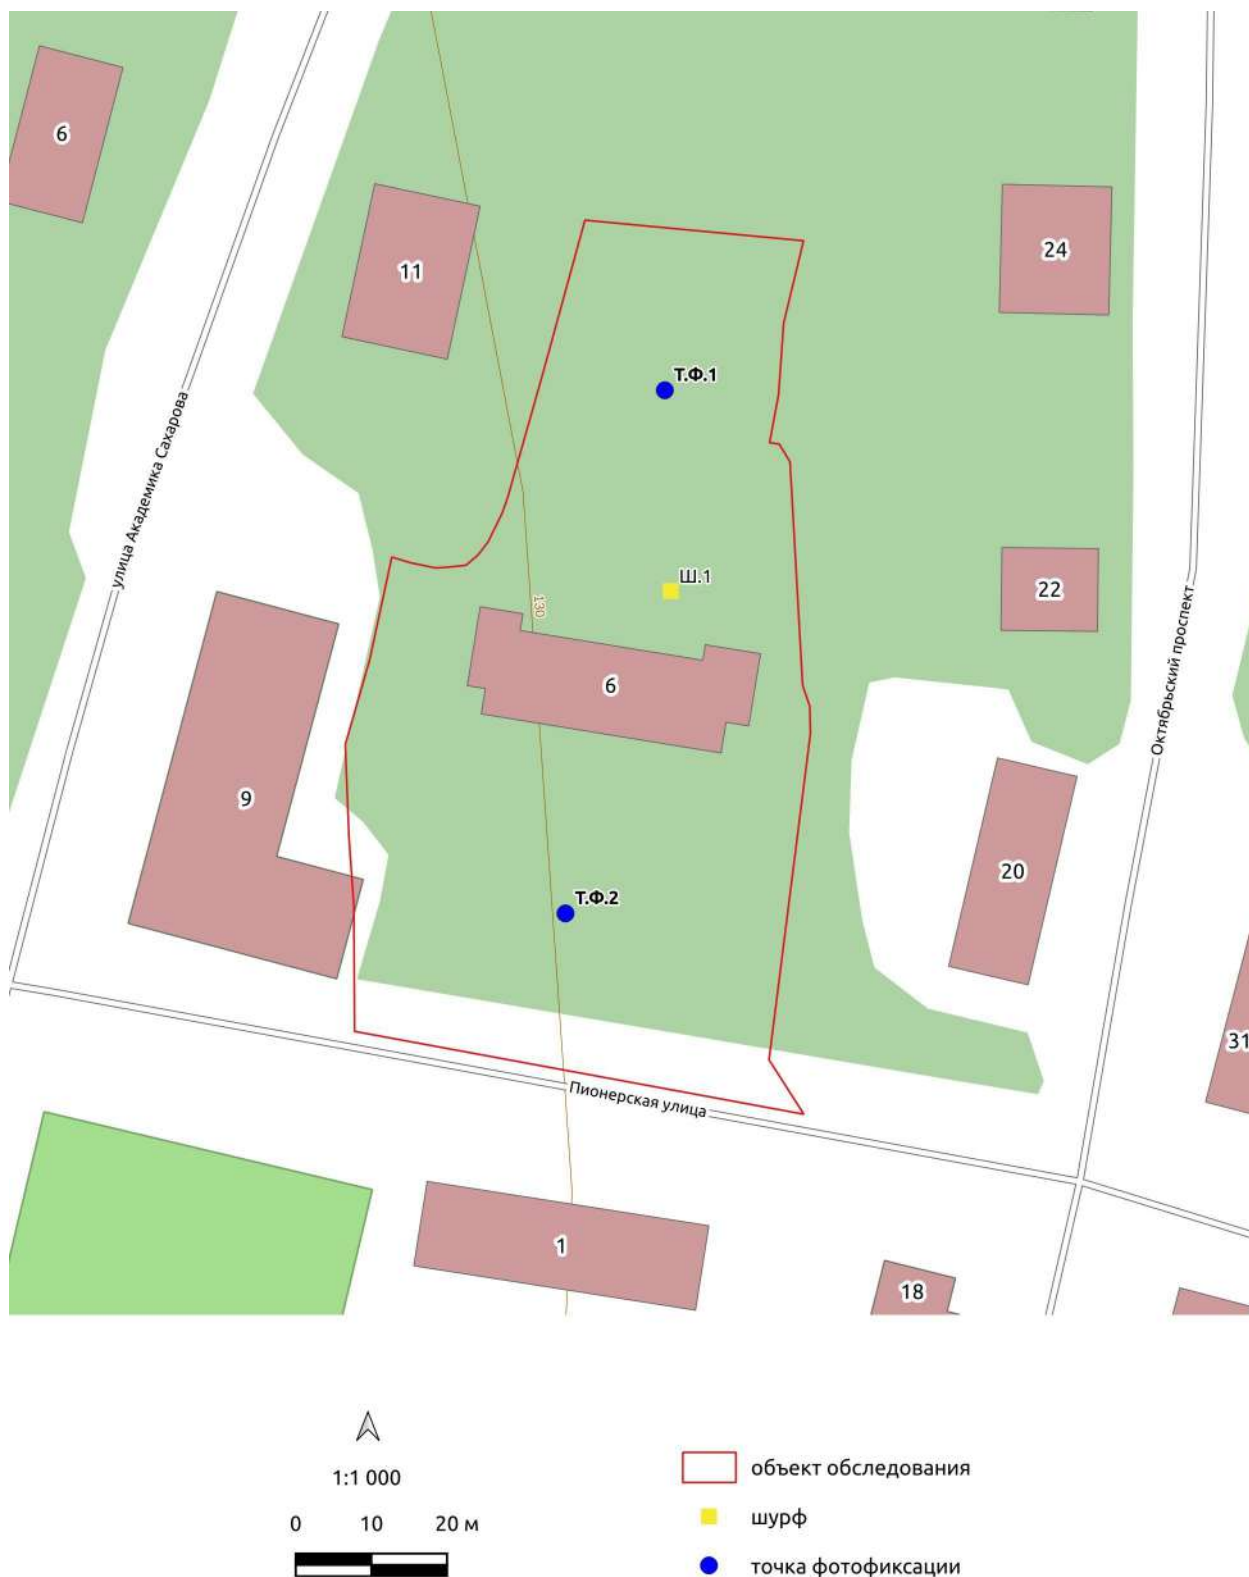 6
11
24
Т.Ф.1
улица Академика Сахарова
Ш.1
22
130
6
Октябрьский проспект
9
20
Т.Ф.2
31
Пионерская улица
1
18
1:1 000
0 10 20 м
объект обследования
шурф
точка фотофиксации